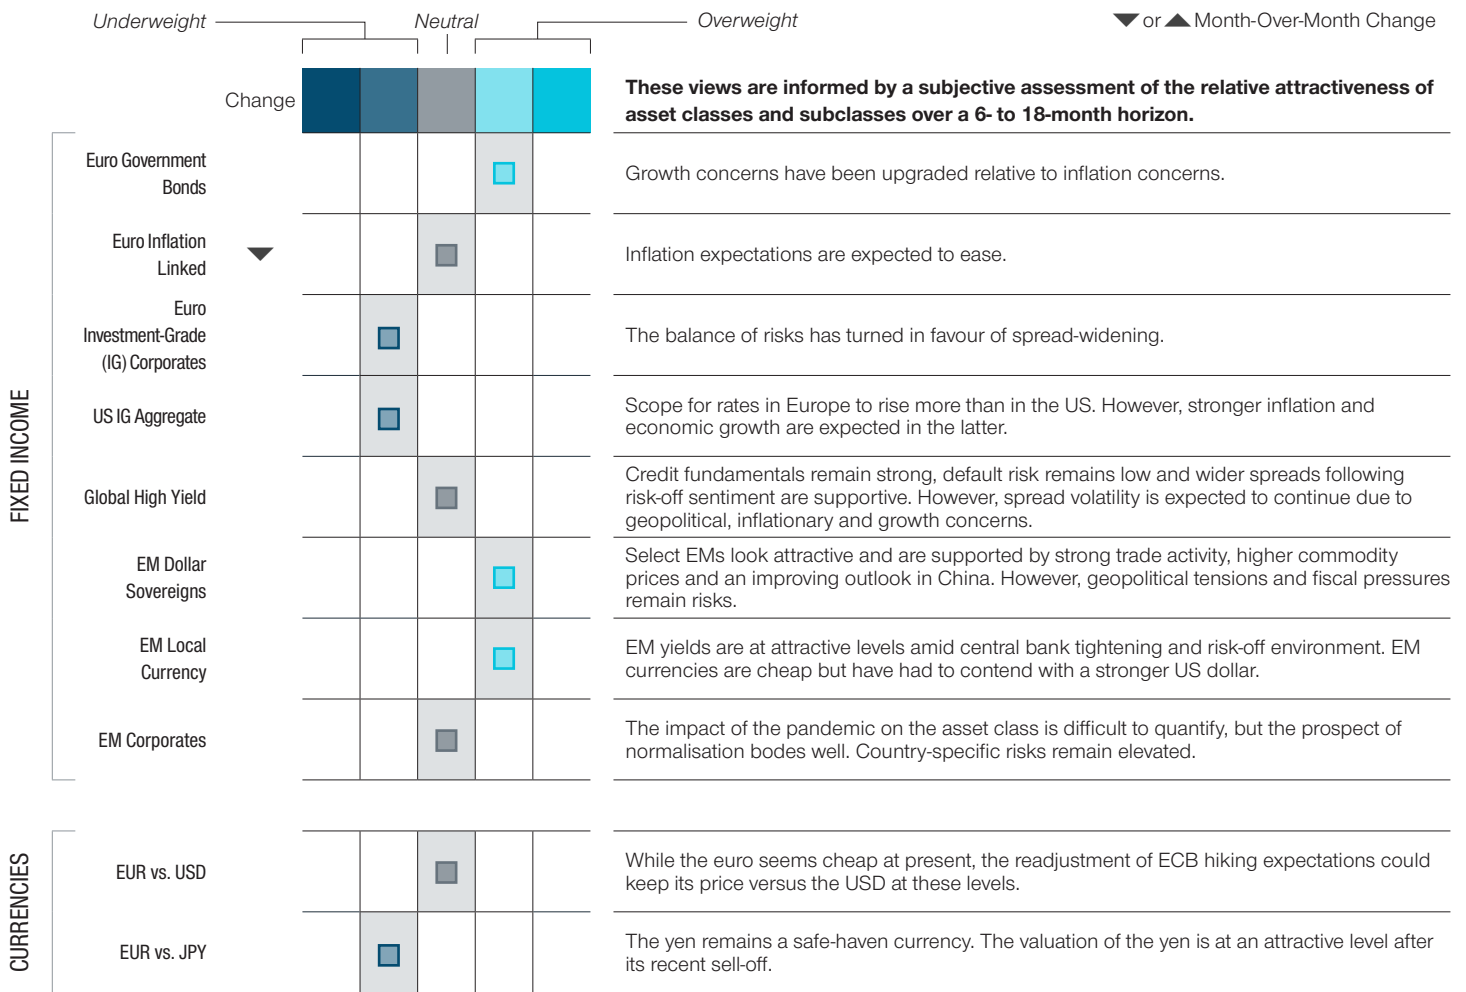 Underweight
Neutral
Overweight
▼ or ▲ Month-Over-Month Change
Change
These views are informed by a subjective assessment of the relative attractiveness of
asset classes and subclasses over a 6- to 18-month horizon.
FIXED INCOME
Euro Government
Bonds
Growth concerns have been upgraded relative to inflation concerns.
Euro Inflation
Linked
▼
Inflation expectations are expected to ease.
Euro
Investment-Grade
(IG) Corporates
The balance of risks has turned in favour of spread-widening.
US IG Aggregate
Scope for rates in Europe to rise more than in the US. However, stronger inflation and
economic growth are expected in the latter.
Global High Yield
Credit fundamentals remain strong, default risk remains low and wider spreads following
risk-off sentiment are supportive. However, spread volatility is expected to continue due to
geopolitical, inflationary and growth concerns.
EM Dollar
Sovereigns
Select EMs look attractive and are supported by strong trade activity, higher commodity
prices and an improving outlook in China. However, geopolitical tensions and fiscal pressures
remain risks.
EM Local
Currency
EM yields are at attractive levels amid central bank tightening and risk-off environment. EM
currencies are cheap but have had to contend with a stronger US dollar.
EM Corporates
The impact of the pandemic on the asset class is difficult to quantify, but the prospect of
normalisation bodes well. Country-specific risks remain elevated.
CURRENCIES
EUR vs. USD
While the euro seems cheap at present, the readjustment of ECB hiking expectations could
keep its price versus the USD at these levels.
EUR vs. JPY
The yen remains a safe-haven currency. The valuation of the yen is at an attractive level after
its recent sell-off.